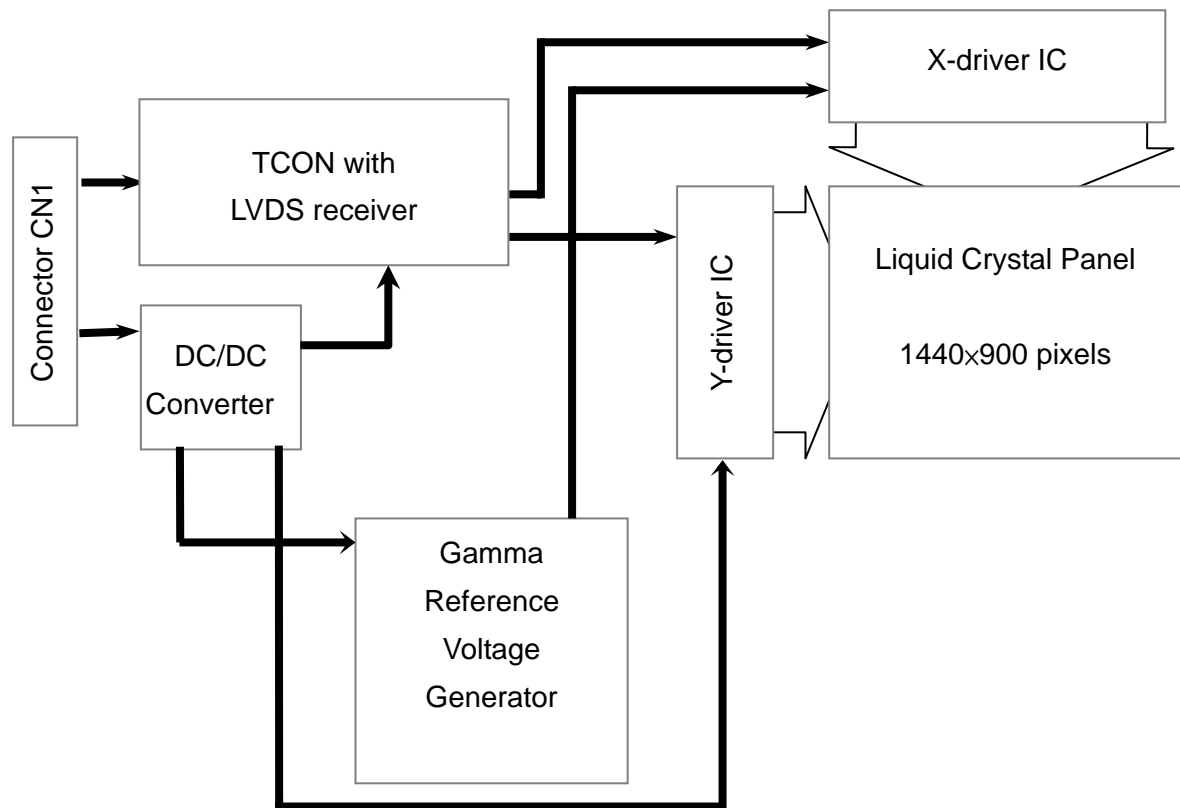 X-driver IC
TCON with
LVDS receiver
Connector CN1
Y-driver IC
Liquid Crystal Panel
1440×900 pixels
DC/DC
Converter
Gamma
Reference
Voltage
Generator